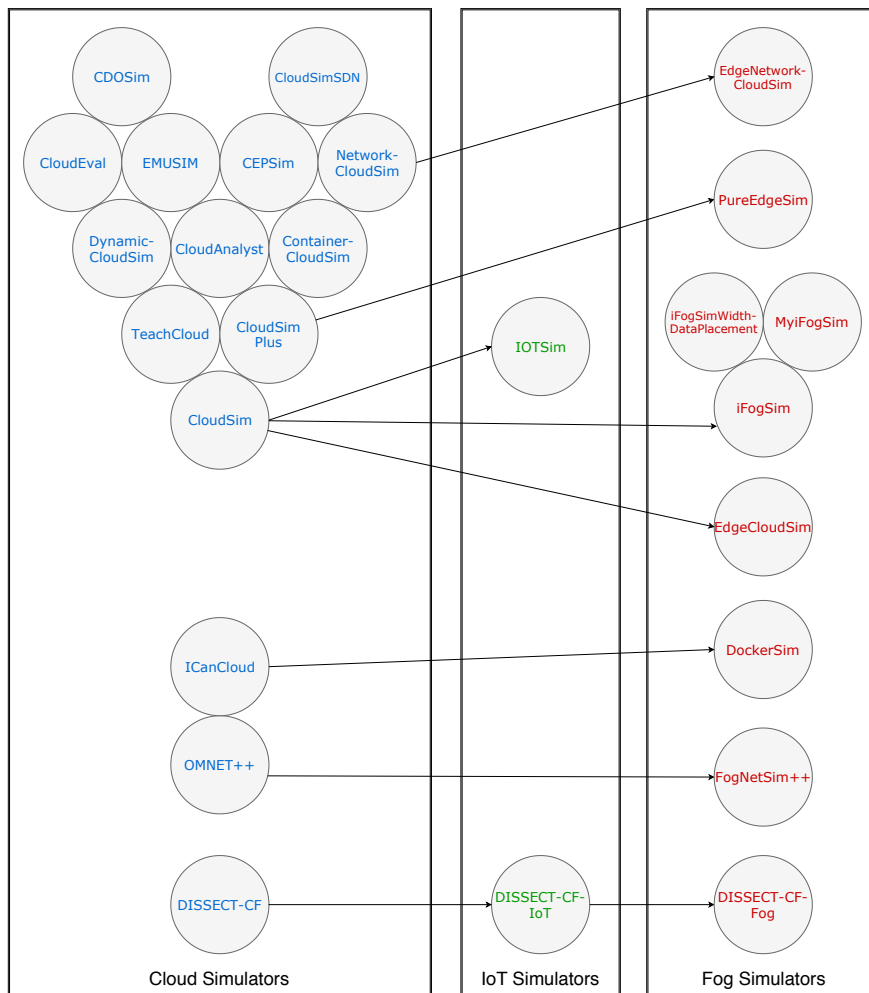 CDOSim
CloudSimSDN
CloudEval
EMUSIM
CEPSim
Network-
CloudSim
Dynamic-
CloudSim
CloudAnalyst
Container-
CloudSim
TeachCloud
CloudSim
Plus
CloudSim
ICanCloud
OMNET++
DISSECT-CF
Cloud Simulators
IOTSim
DISSECT-CF-
IoT
IoT Simulators
EdgeNetwork-
CloudSim
PureEdgeSim
iFogSimWidth-
DataPlacement
MyiFogSim
iFogSim
EdgeCloudSim
DockerSim
FogNetSim++
DISSECT-CF-
Fog
Fog Simulators